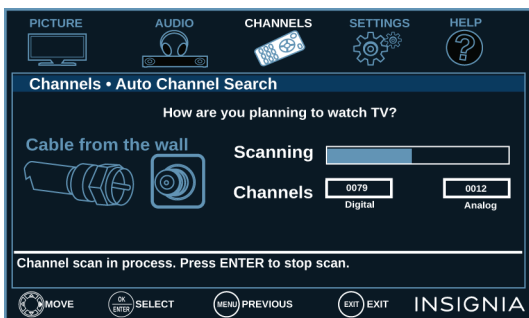 PICTURE AUDIO CHANNELS SETTINGS HELP
Channels • Auto Channel Search
How are you planning to watch TV?
Cable from the wall
Scanning
Channels 0079 0012
Digital Analog
Channel scan in process. Press ENTER to stop scan.
MOVE OK ENTER SELECT MENU PREVIOUS EXIT EXIT INSIGNIA